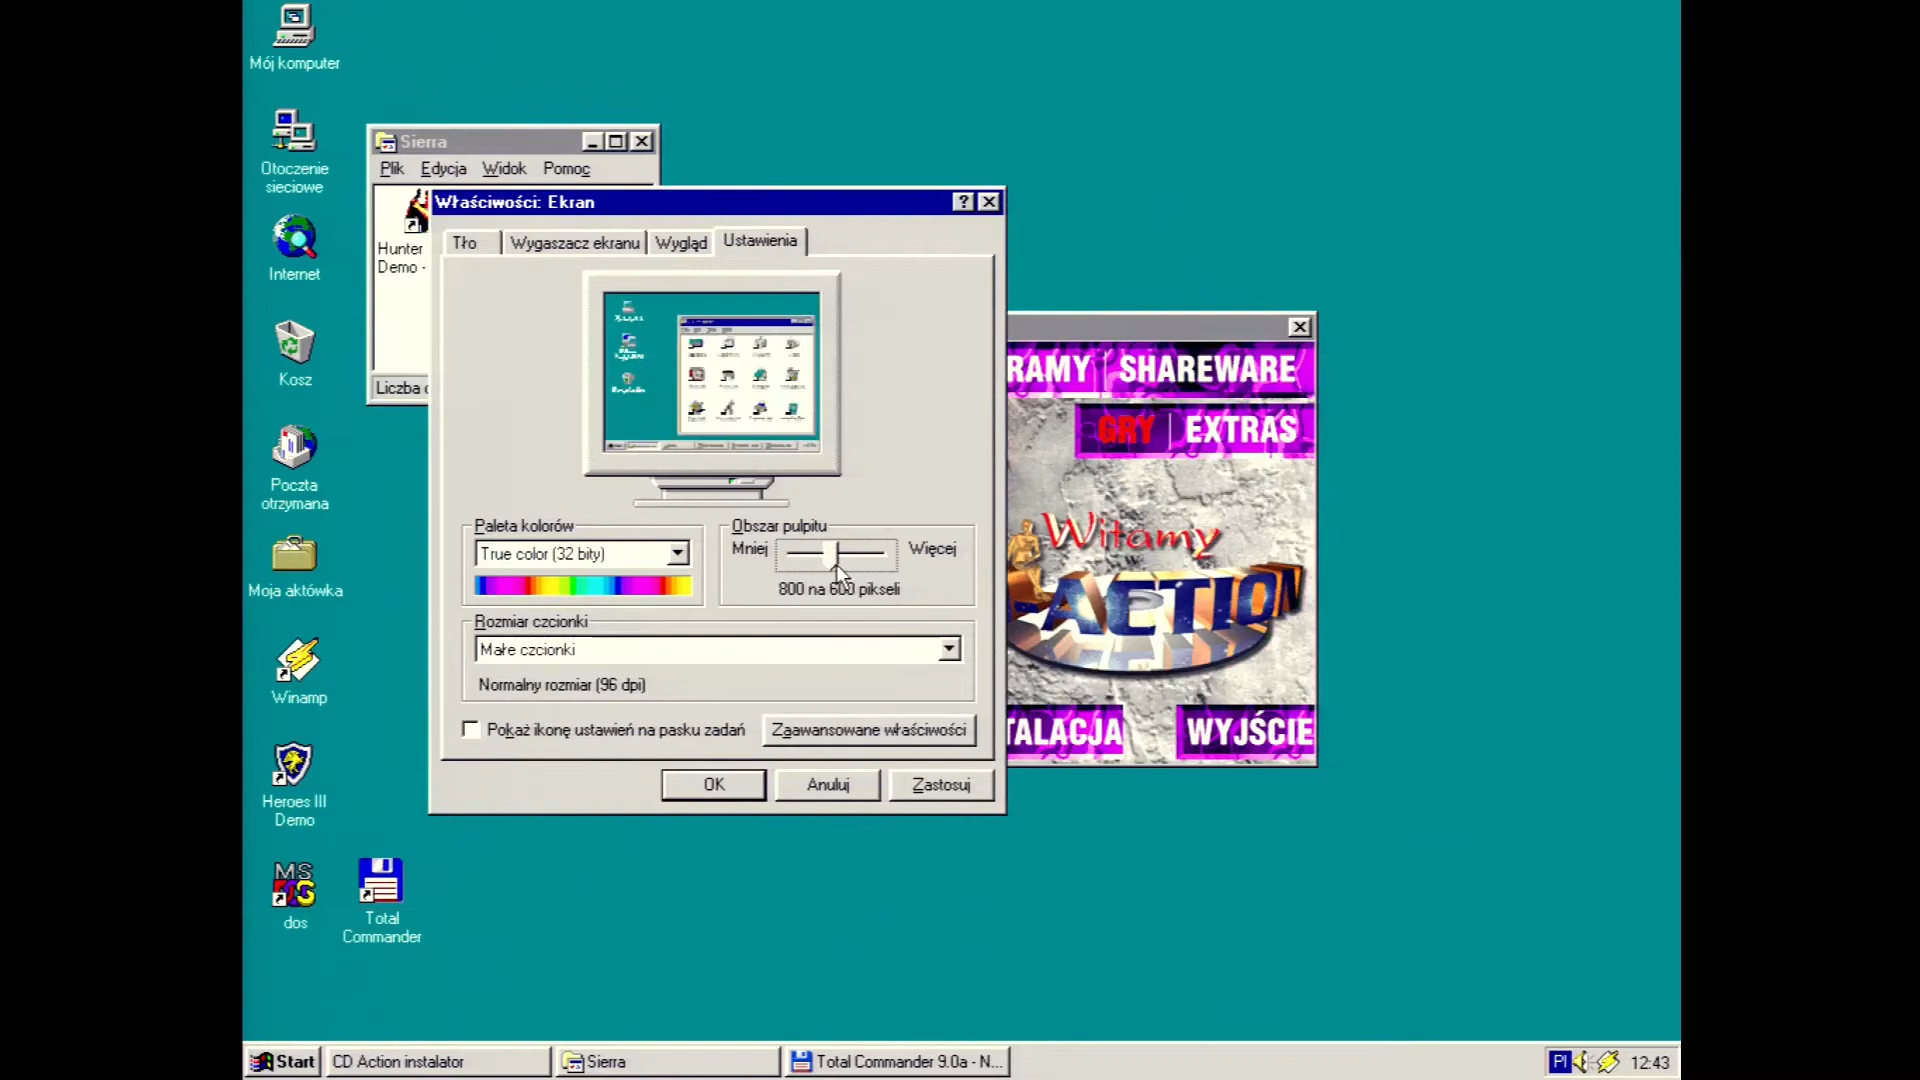 Mój komputer
Otoczenie
sieciowe
Internet
Kosz
Poczta
otrzymana
Moja aktówka
Winamp
Heroes III
Demo
MS
dos
Total
Commander
Sierra
Plik Edycja Widok Pomoc
Hunter
Demo -
Liczba
Właściwości: Ekran
Tło Wygaszacz ekranu Wygląd Ustawienia
Paleta kolorów
True color (32 bity)
Obszar pulpitu
Mniej Więcej
800 na 600 pikseli
Rozmiar czcionki
Małe czcionki
Normalny rozmiar (96 dpi)
Pokaż ikonę ustawień na pasku zadań
Zaawansowane właściwości
OK Anuluj Zastosuj
RAMY SHAREWARE
GRY EXTRAS
Witamy
w
ACTION
TALACJA WYJŚCIE
Start CD Action instalator Sierra Total Commander 9.0a - N... Pl 12:43